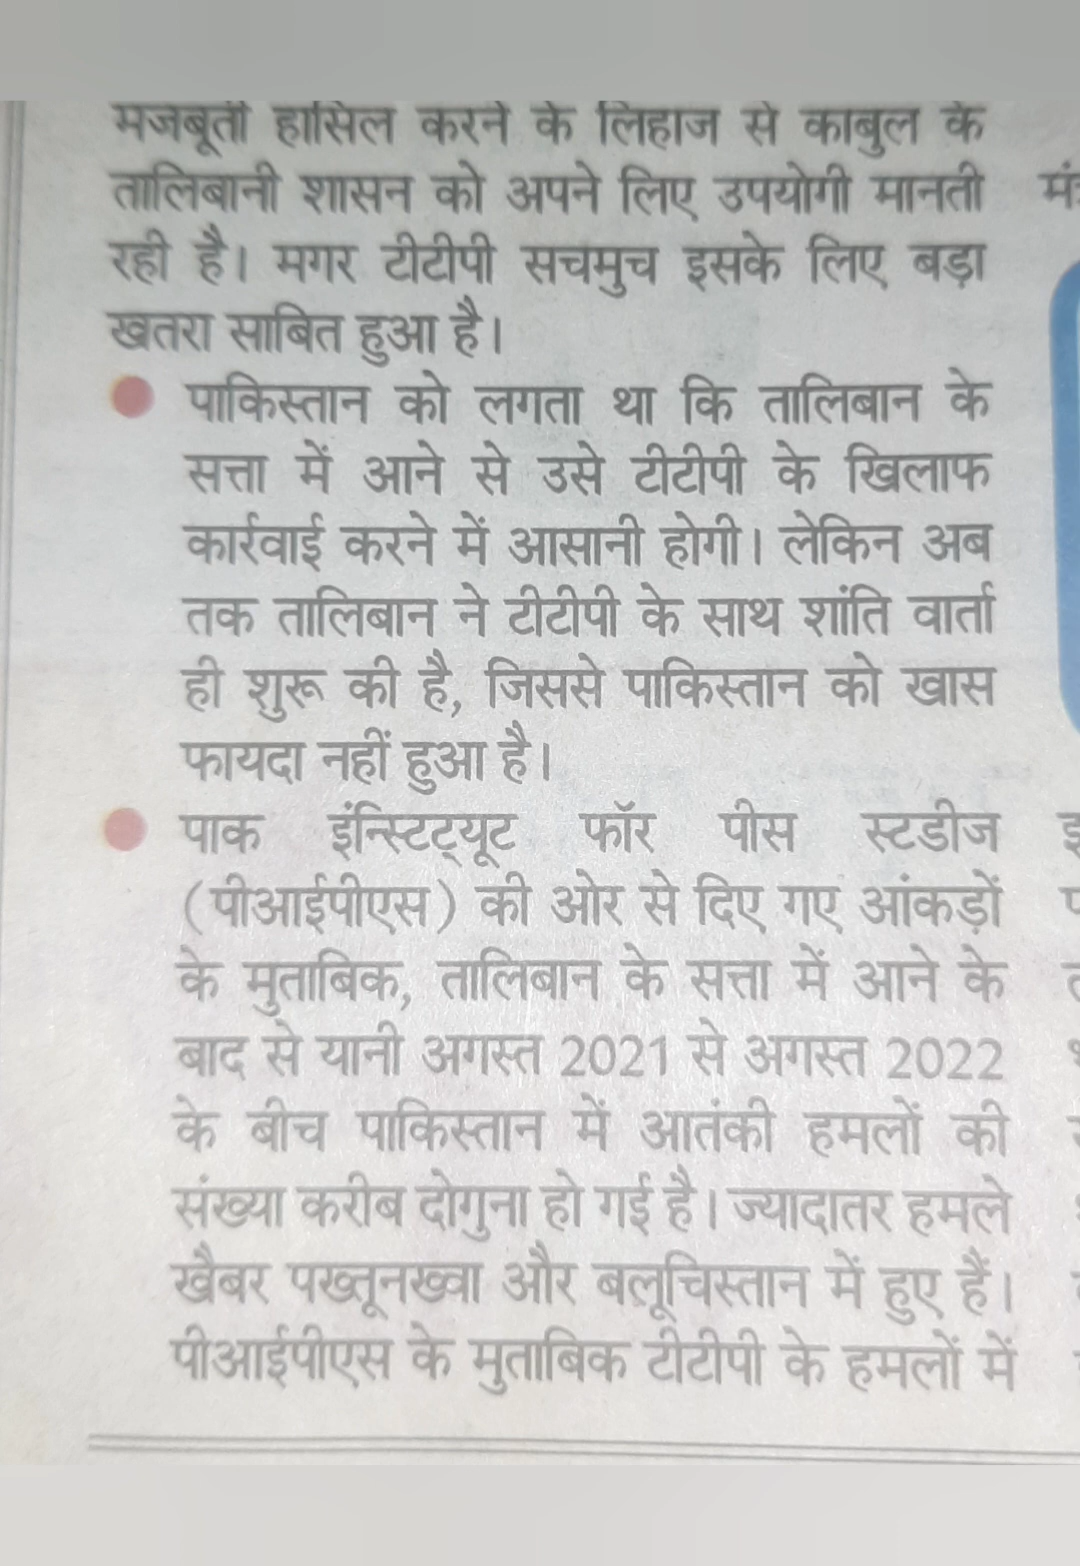 मजबूती हासिल करने के लिहाज से काबुल के
तालिबानी शासन को अपने लिए उपयोगी मानती
रही है। मगर टीटीपी सचमुच इसके लिए बड़ा
खतरा साबित हुआ है।
● पाकिस्तान को लगता था कि तालिबान के
सत्ता में आने से उसे टीटीपी के खिलाफ
कार्रवाई करने में आसानी होगी। लेकिन अब
तक तालिबान ने टीटीपी के साथ शांति वार्ता
ही शुरू की है, जिससे पाकिस्तान को खास
फायदा नहीं हुआ है।
● पाक इंन्स्टिट्यूट फॉर पीस स्टडीज
(पीआईपीएस) की ओर से दिए गए आंकड़ों
के मुताबिक, तालिबान के सत्ता में आने के
बाद से यानी अगस्त 2021 से अगस्त 2022
के बीच पाकिस्तान में आतंकी हमलों की
संख्या करीब दोगुना हो गई है। ज्यादातर हमले
खैबर पख्तूनख्वा और बलूचिस्तान में हुए हैं।
पीआईपीएस के मुताबिक टीटीपी के हमलों में